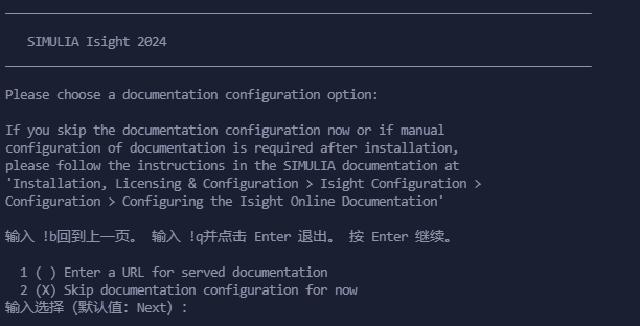 SIMULIA Isight 2024
Please choose a documentation configuration option:
If you skip the documentation configuration now or if manual
configuration of documentation is required after installation,
please follow the instructions in the SIMULIA documentation at
'Installation, Licensing & Configuration > Isight Configuration >
Configuration > Configuring the Isight Online Documentation'
输入 !b回到上一页。 输入 !q并点击 Enter 退出。 按 Enter 继续。
1 ( ) Enter a URL for served documentation
2 (X) Skip documentation configuration for now
输入选择 (默认值: Next) :